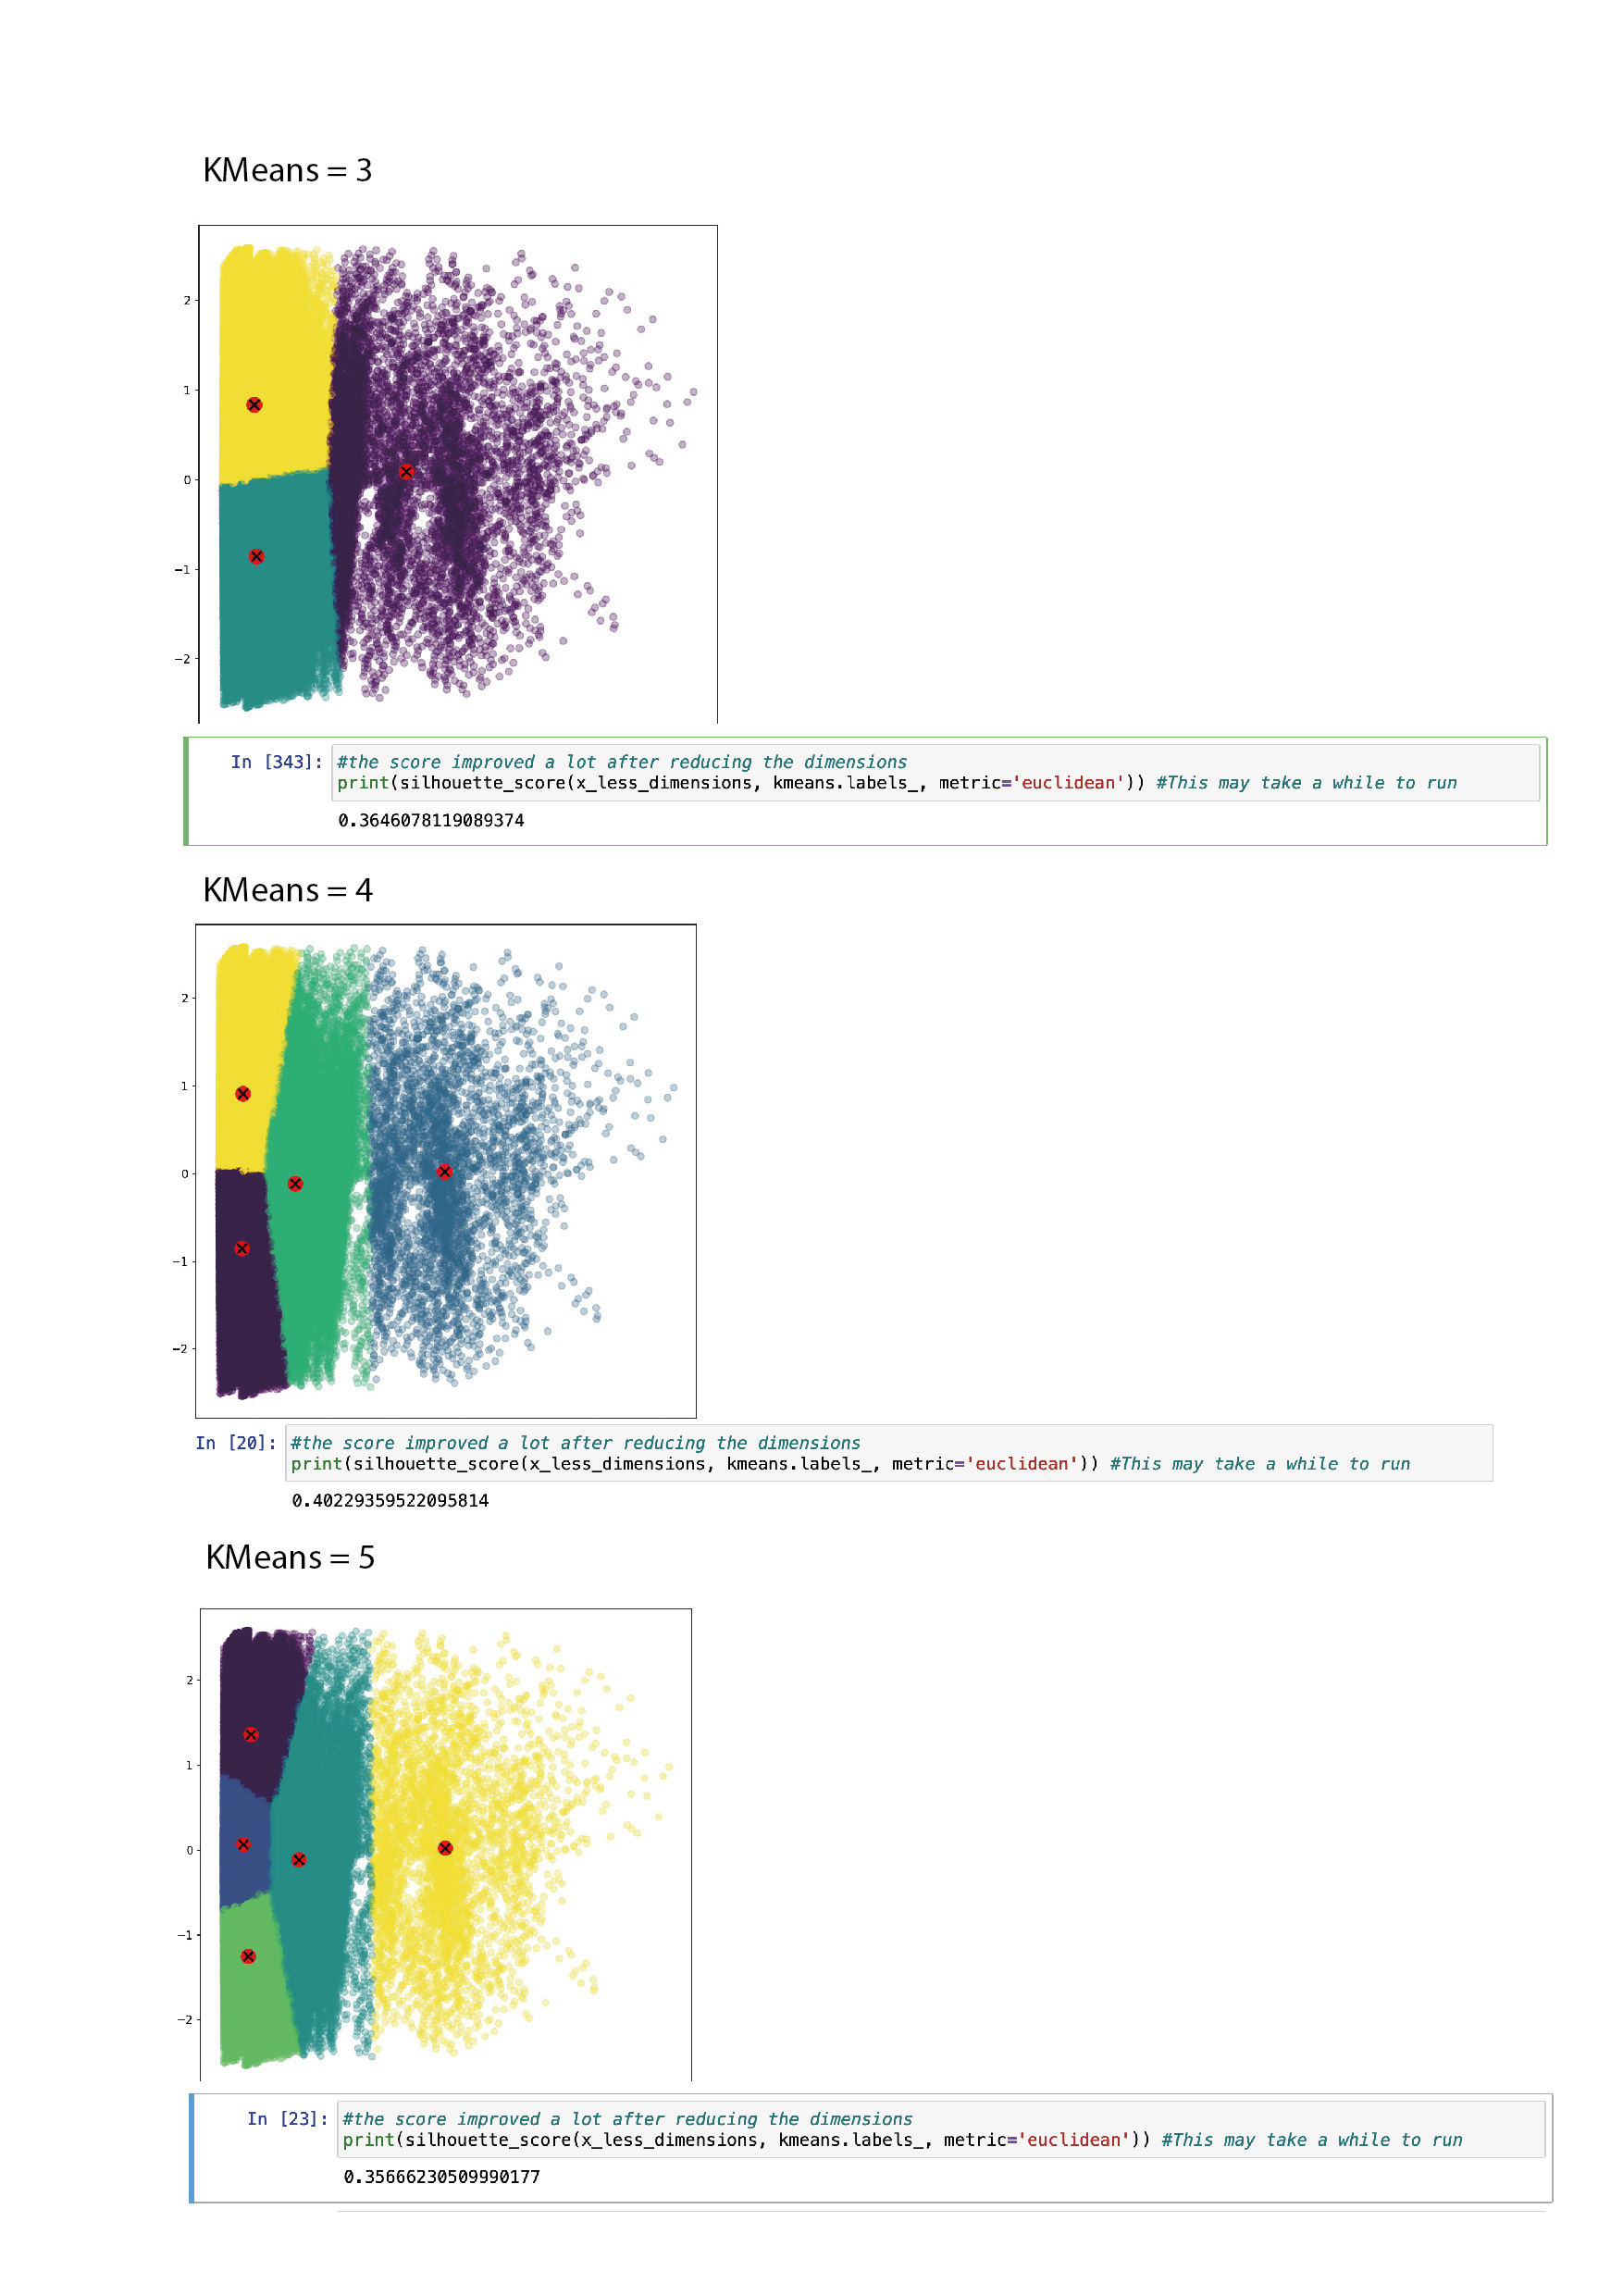 KMeans = 3
2
1
0
−1
−2
In [343]: #the score improved a lot after reducing the dimensions
print(silhouette_score(x_less_dimensions, kmeans.labels_, metric='euclidean')) #This may take a while to run
0.3646078119089374
KMeans = 4
2
1
0
−1
−2
In [20]: #the score improved a lot after reducing the dimensions
print(silhouette_score(x_less_dimensions, kmeans.labels_, metric='euclidean')) #This may take a while to run
0.40229359522095814
KMeans = 5
2
1
0
−1
−2
In [23]: #the score improved a lot after reducing the dimensions
print(silhouette_score(x_less_dimensions, kmeans.labels_, metric='euclidean')) #This may take a while to run
0.35666230509990177